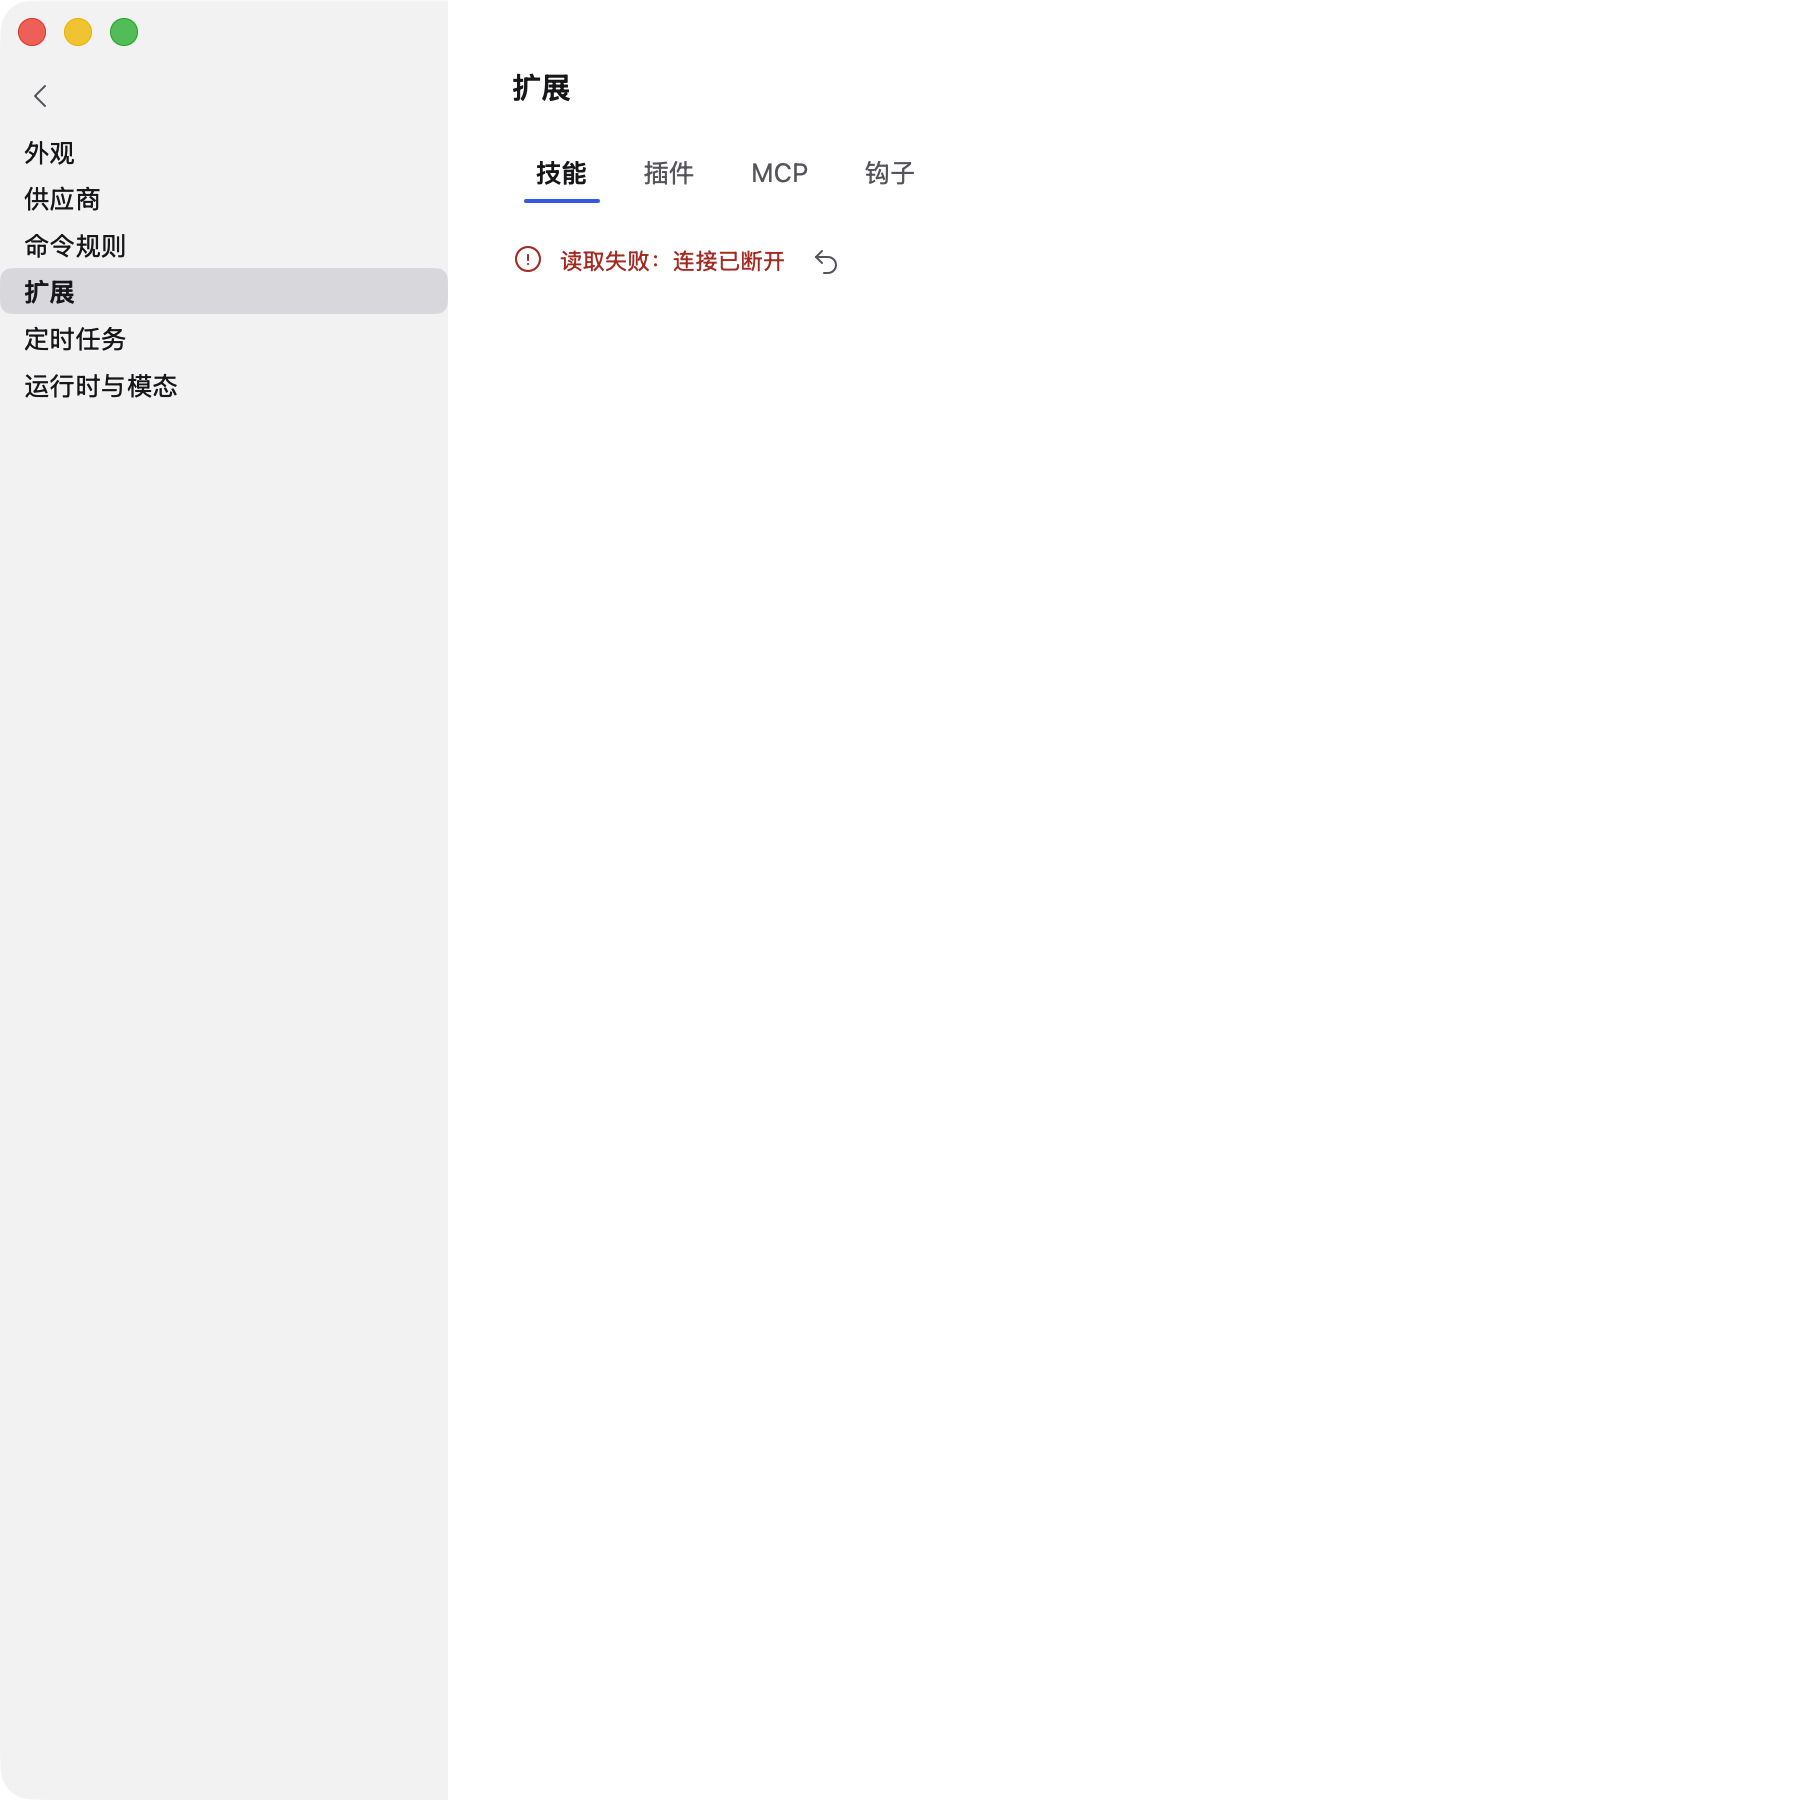 外观
供应商
命令规则
扩展
定时任务
运行时与模态
扩展
技能 插件 MCP 钩子
读取失败：连接已断开